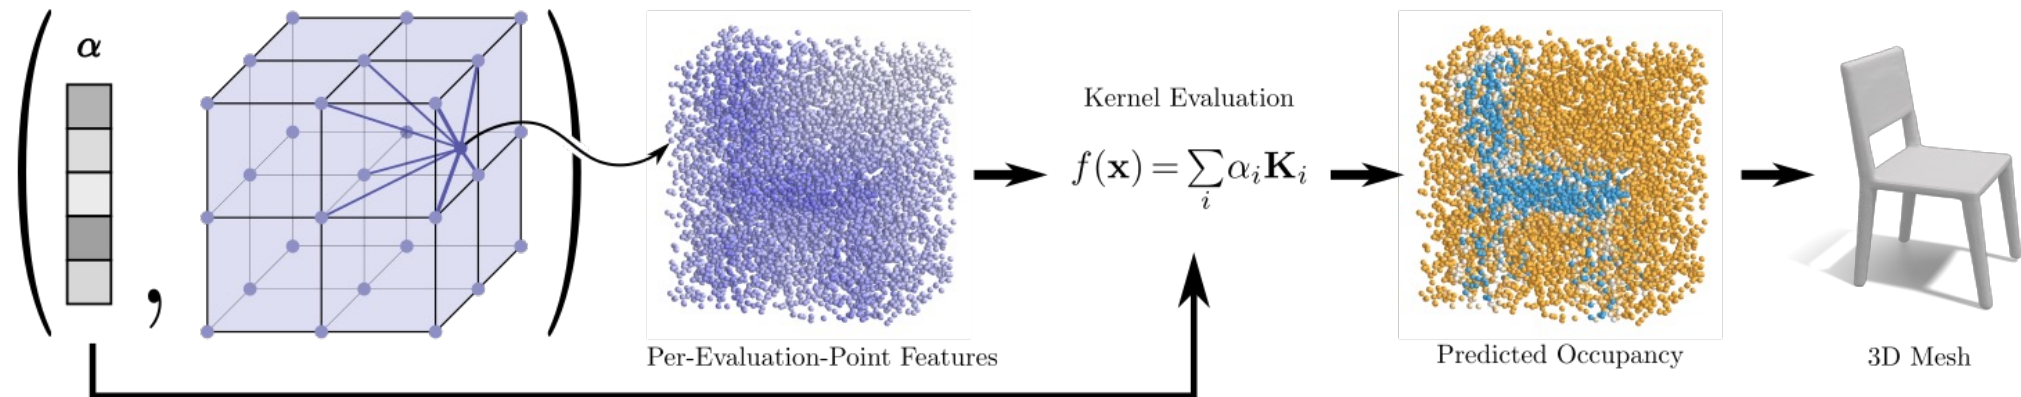 α
,
Per-Evaluation-Point Features
Kernel Evaluation
f(x) = ∑ᵢ αᵢKᵢ
Predicted Occupancy
3D Mesh